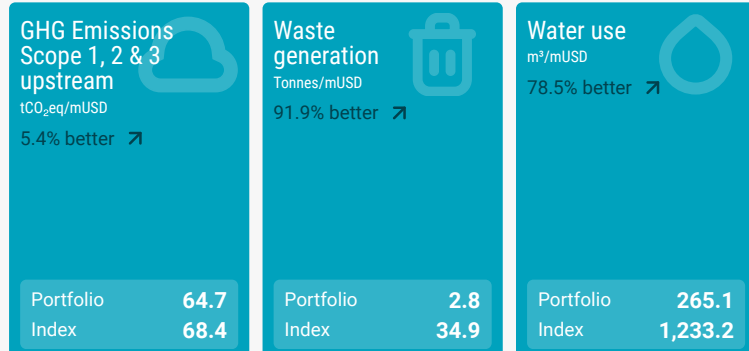 GHG Emissions
Scope 1, 2 & 3
upstream
tCO₂eq/mUSD
5.4% better
Portfolio 64.7
Index 68.4
Waste
generation
Tonnes/mUSD
91.9% better
Portfolio 2.8
Index 34.9
Water use
m³/mUSD
78.5% better
Portfolio 265.1
Index 1,233.2